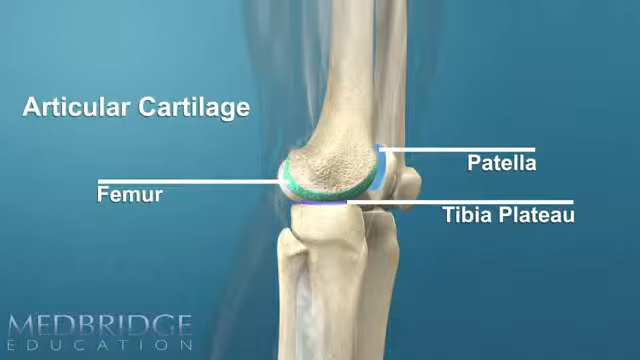 Articular Cartilage
Patella
Femur
Tibia Plateau
MEDBRIDGE
EDUCATION